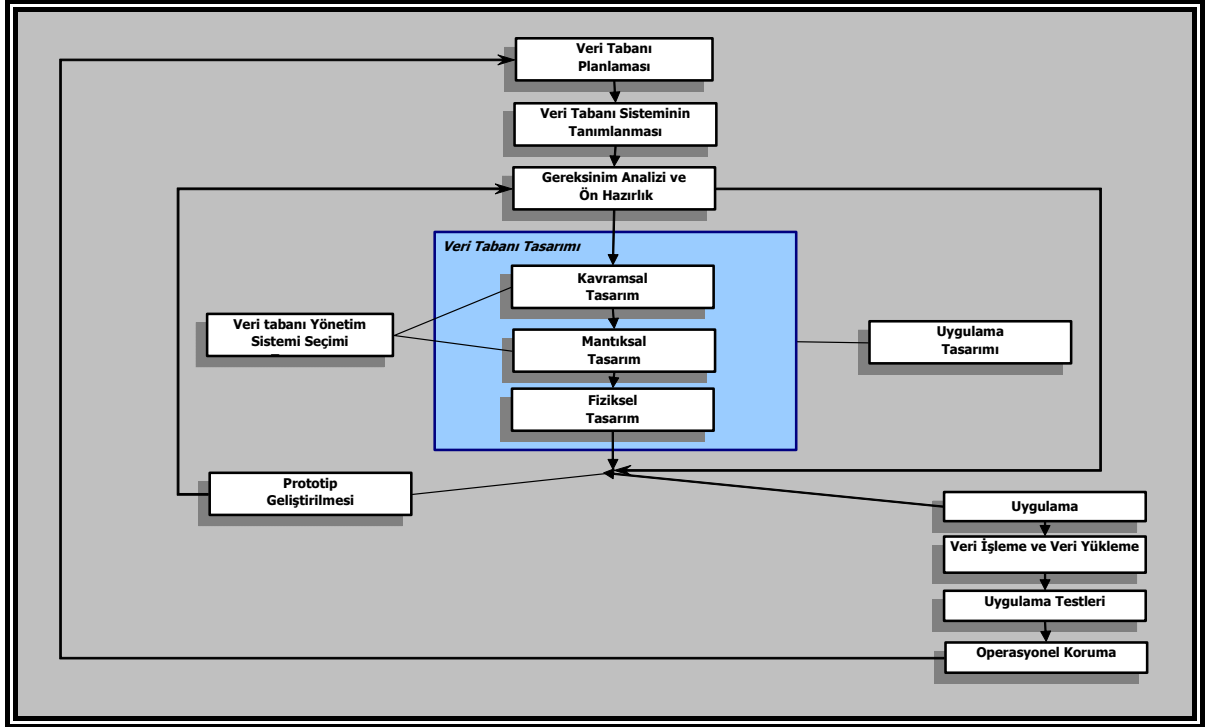 Veri Tabanı
Planlaması
Veri Tabanı Sisteminin
Tanımlanması
Gereksinim Analizi ve
Ön Hazırlık
Veri Tabanı Tasarımı
Kavramsal
Tasarım
Veri tabanı Yönetim
Sistemi Seçimi
Mantıksal
Tasarım
Uygulama
Tasarımı
Fiziksel
Tasarım
Prototip
Geliştirilmesi
Uygulama
Veri İşleme ve Veri Yükleme
Uygulama Testleri
Operasyonel Koruma